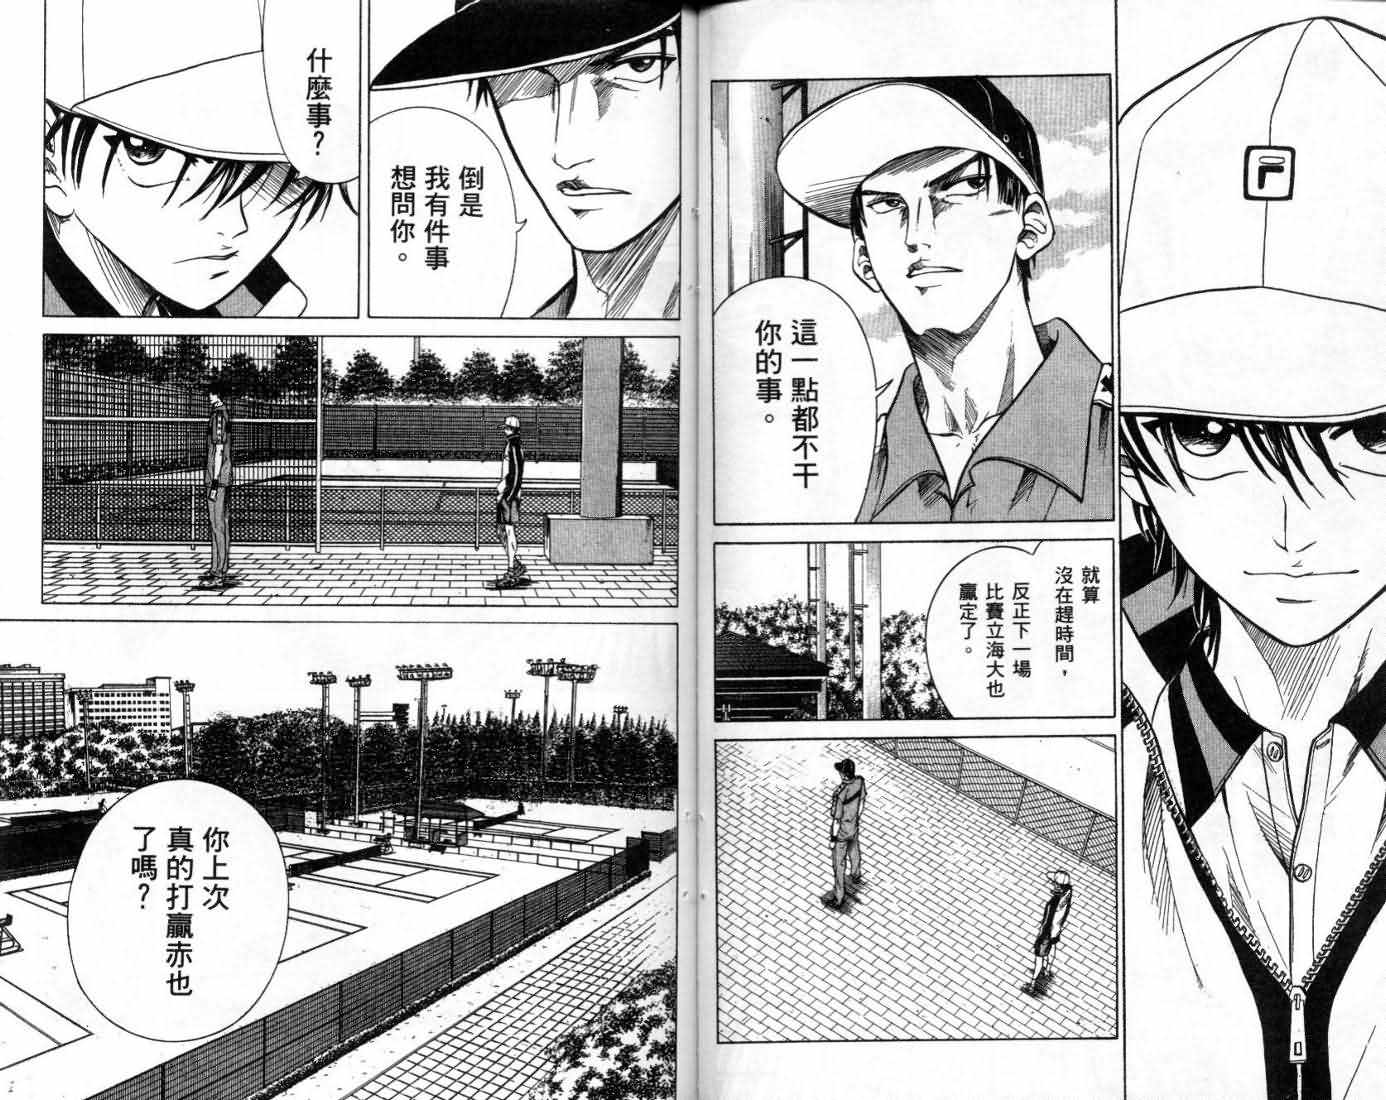 這一點都不干
你的事。
就算
沒在趕時間，
反正下一場
比賽立海大也
贏定了。
倒是
我有件事
想問你。
什麼事？
你上次
真的打贏赤也
了嗎？